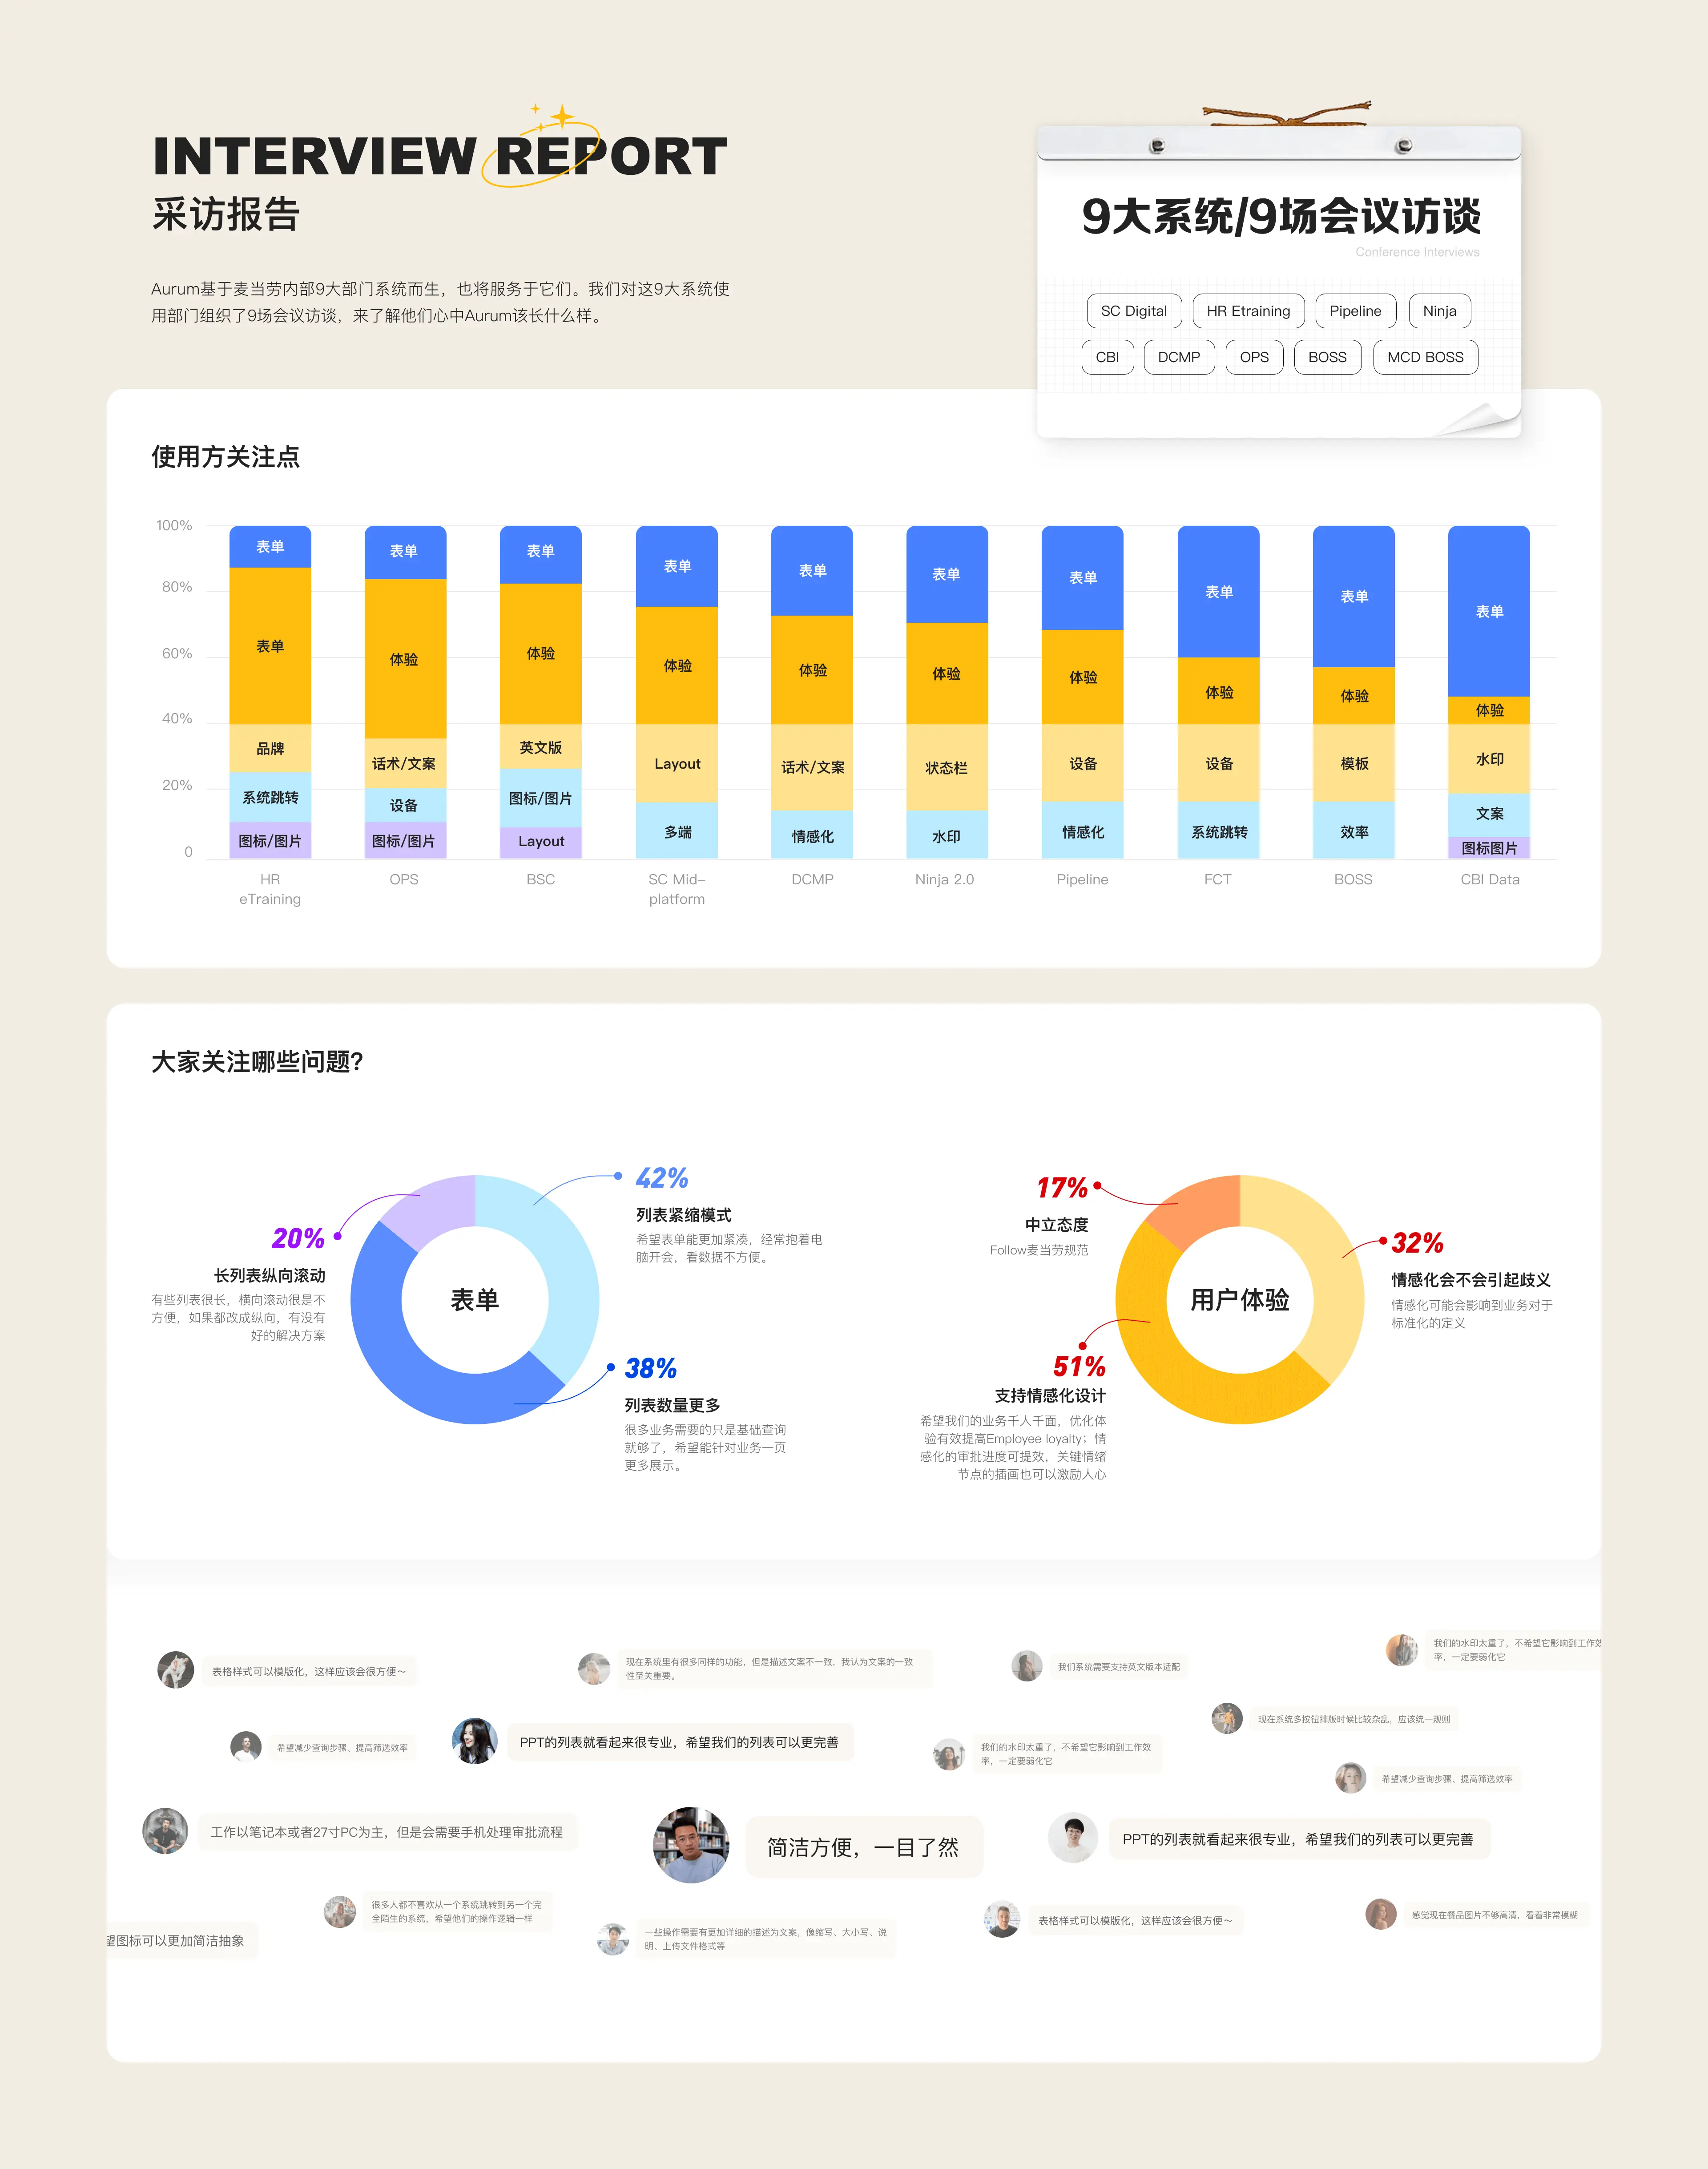 INTERVIEW REPORT
采访报告
Aurum基于麦当劳内部9大部门系统而生，也将服务于它们。我们对这9大系统使
用部门组织了9场会议访谈，来了解他们心中Aurum该长什么样。
9大系统/9场会议访谈
Conference Interviews
SC Digital
HR Etraining
Pipeline
Ninja
CBI
DCMP
OPS
BOSS
MCD BOSS
使用方关注点
100%
80%
60%
40%
20%
0
表单
表单
品牌
系统跳转
图标/图片
HR
eTraining
表单
体验
话术/文案
设备
图标/图片
OPS
表单
体验
英文版
图标/图片
Layout
BSC
表单
体验
Layout
多端
SC Mid-
platform
表单
体验
话术/文案
情感化
DCMP
表单
体验
状态栏
水印
Ninja 2.0
表单
体验
设备
情感化
Pipeline
表单
体验
设备
系统跳转
FCT
表单
体验
模板
效率
BOSS
表单
体验
水印
文案
图标图片
CBI Data
大家关注哪些问题?
表单
42%
列表紧缩模式
希望表单能更加紧凑，经常抱着电
脑开会，看数据不方便。
20%
长列表纵向滚动
有些列表很长，横向滚动很是不
方便，如果都改成纵向，有没有
好的解决方案
38%
列表数量更多
很多业务需要的只是基础查询
就够了，希望能针对业务一页
更多展示。
用户体验
17%
中立态度
Follow麦当劳规范
32%
情感化会不会引起歧义
情感化可能会影响到业务对于
标准化的定义
51%
支持情感化设计
希望我们的业务千人千面，优化体
验有效提高Employee loyalty；情
感化的审批进度可提效，关键情绪
节点的插画也可以激励人心
表格样式可以模版化，这样应该会很方便～
现在系统里有很多同样的功能，但是描述文案不一致，我认为文案的一致
性至关重要。
我们系统需要支持英文版本适配
我们的水印太重了，不希望它影响到工作效
率，一定要弱化它
希望减少查询步骤、提高筛选效率
PPT的列表就看起来很专业，希望我们的列表可以更完善
我们的水印太重了，不希望它影响到工作效
率，一定要弱化它
现在系统多按钮排版时候比较杂乱，应该统一规则
希望减少查询步骤、提高筛选效率
工作以笔记本或者27寸PC为主，但是会需要手机处理审批流程
简洁方便，一目了然
PPT的列表就看起来很专业，希望我们的列表可以更完善
很多人都不喜欢从一个系统跳转到另一个完
全陌生的系统，希望他们的操作逻辑一样
望图标可以更加简洁抽象
一些操作需要有更加详细的描述为文案，像缩写、大小写、说
明、上传文件格式等
表格样式可以模版化，这样应该会很方便～
感觉现在餐品图片不够高清，看着非常模糊